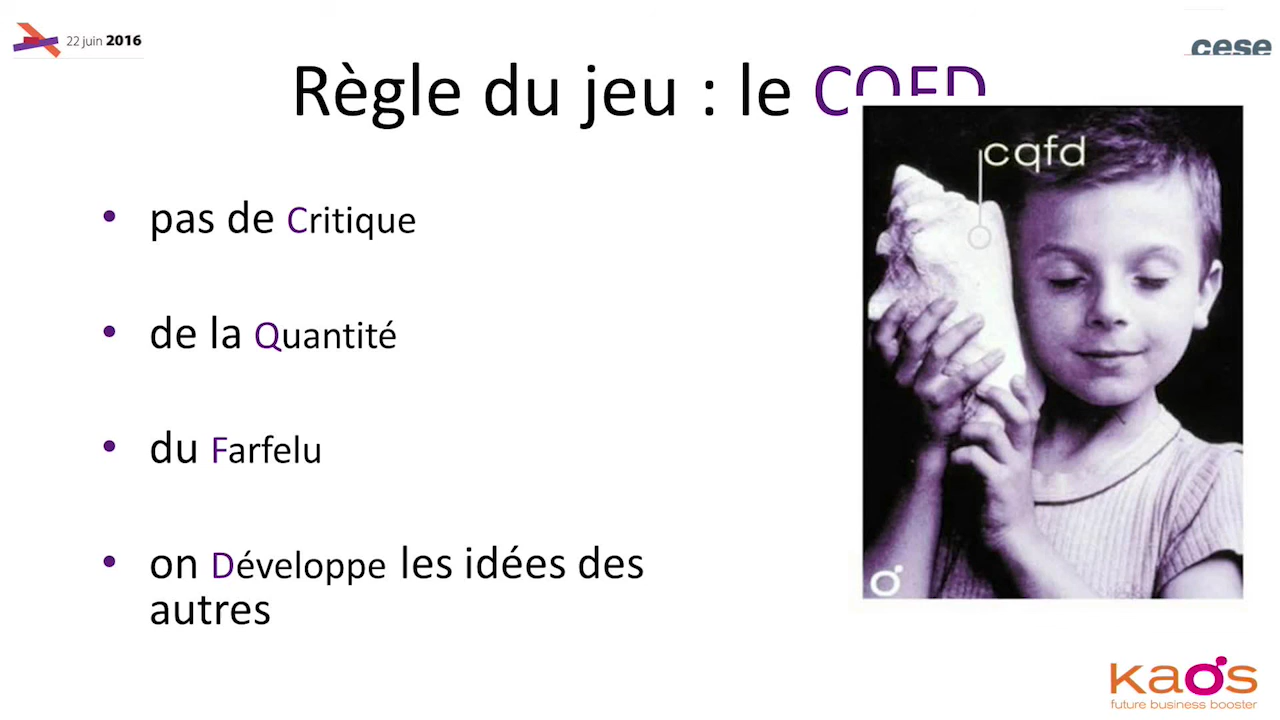 22 juin 2016
cese
Règle du jeu : le CQFD
cqfd
• pas de Critique
• de la Quantité
• du Farfelu
• on Développe les idées des
autres
kaos
future business booster